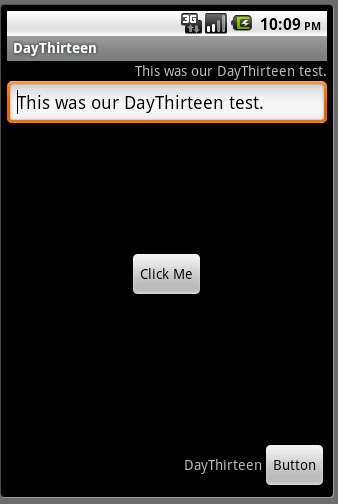 3G 10:09 PM
DayThirteen
This was our DayThirteen test.
This was our DayThirteen test.
Click Me
DayThirteen Button